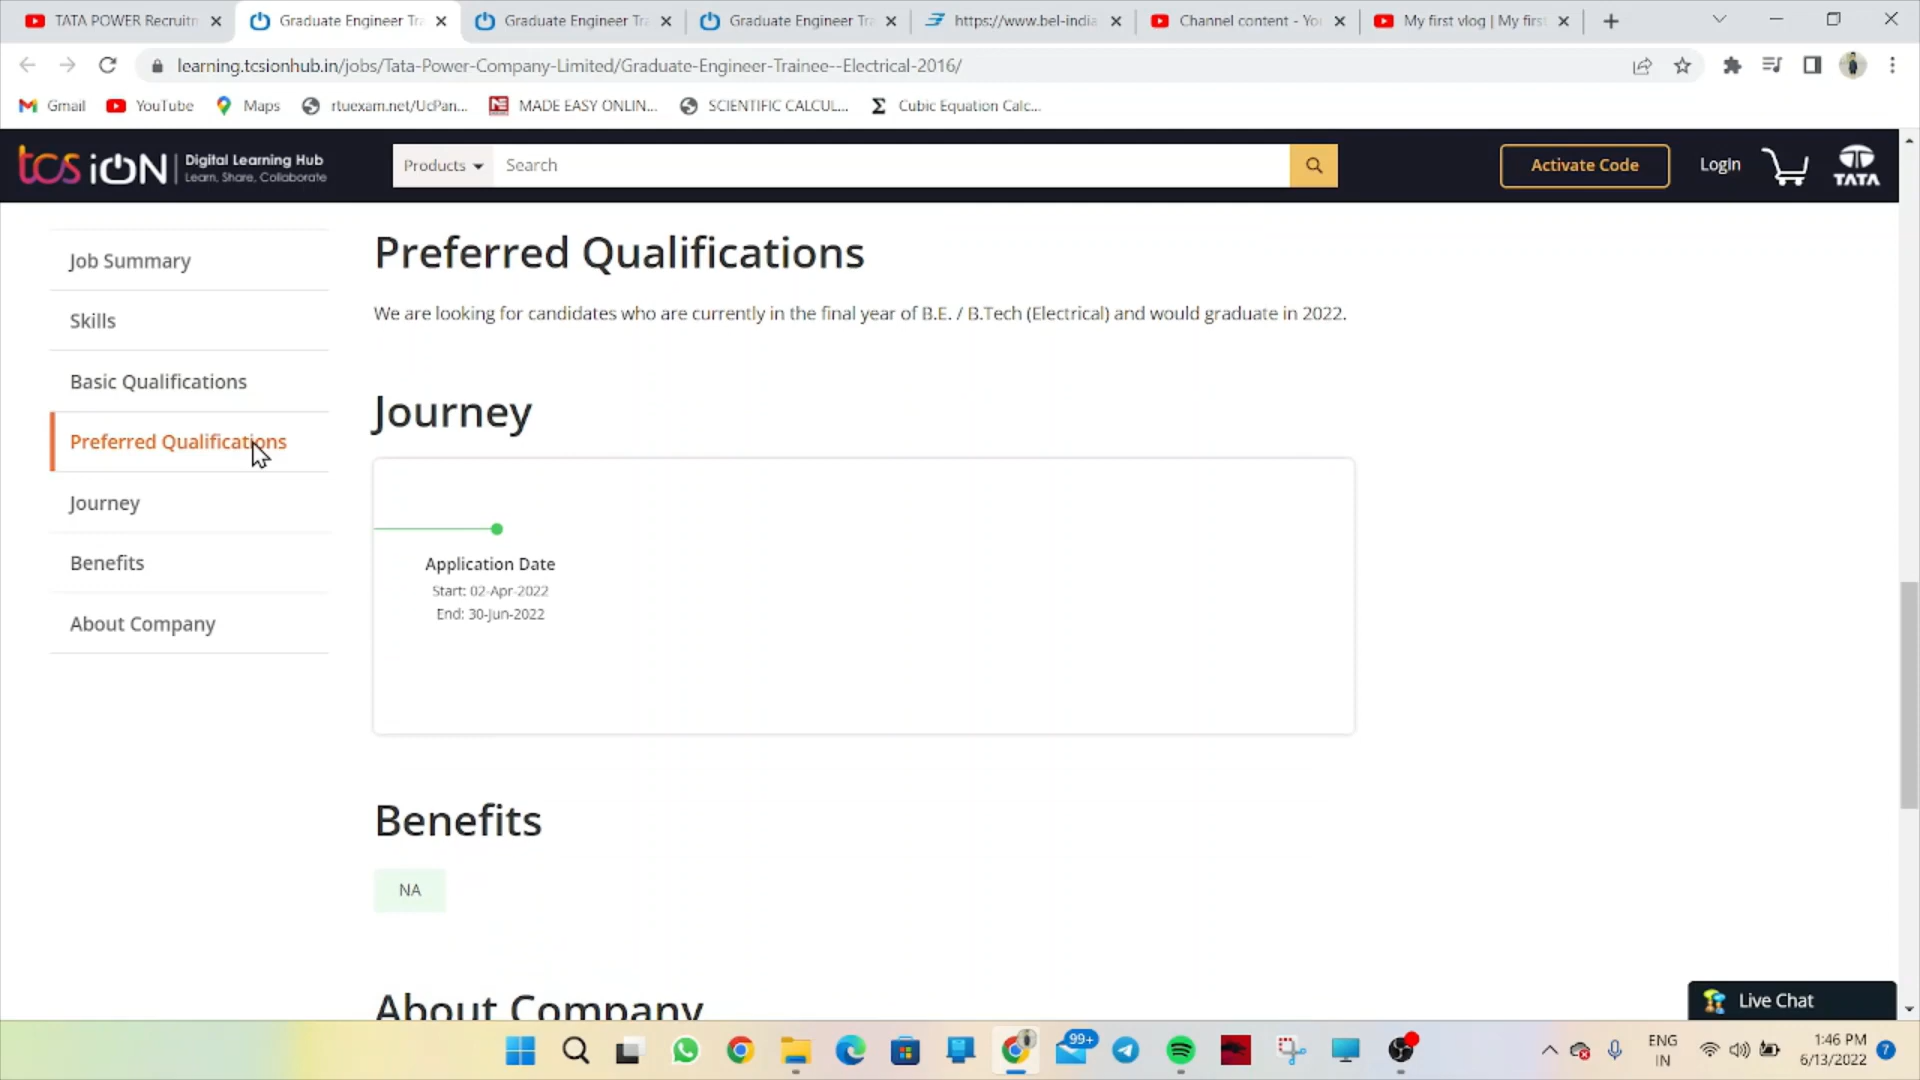 TATA POWER Recruitm
Graduate Engineer Tra
Graduate Engineer Tra
Graduate Engineer Tra
https://www.bel-india
Channel content - You
My first vlog | My first
learning.tcsionhub.in/jobs/Tata-Power-Company-Limited/Graduate-Engineer-Trainee--Electrical-2016/
Gmail
YouTube
Maps
rtuexam.net/UcPan...
MADE EASY ONLIN...
SCIENTIFIC CALCUL...
Cubic Equation Calc...
tcs iON
Digital Learning Hub
Learn, Share, Collaborate
Products
Search
Activate Code
Login
TATA
Job Summary
Skills
Basic Qualifications
Preferred Qualifications
Journey
Benefits
About Company
Preferred Qualifications
We are looking for candidates who are currently in the final year of B.E. / B.Tech (Electrical) and would graduate in 2022.
Journey
Application Date
Start: 02-Apr-2022
End: 30-Jun-2022
Benefits
NA
About Company
Live Chat
99+
ENG
IN
1:46 PM
6/13/2022
7